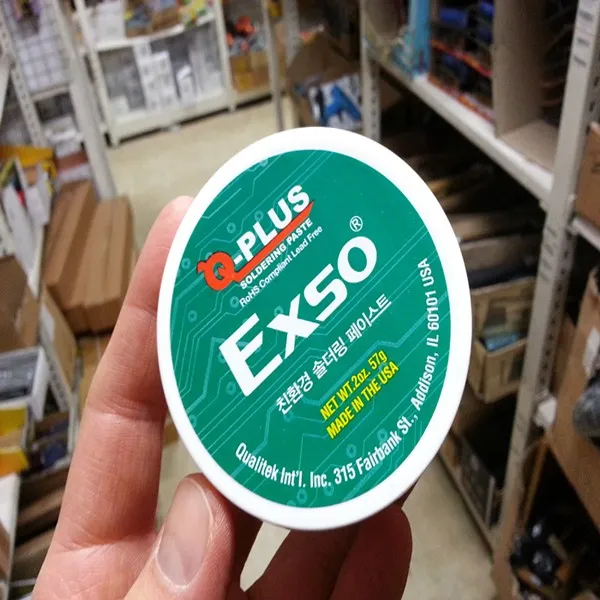 Q-PLUS
SOLDERING PASTE
RoHS Compliant Lead Free
EXSO®
친환경 솔더링 페이스트
NET WT. 2oz. 57g
MADE IN THE USA
Qualitek Int'l. Inc. 315 Fairbank St., Addison, IL 60101 USA